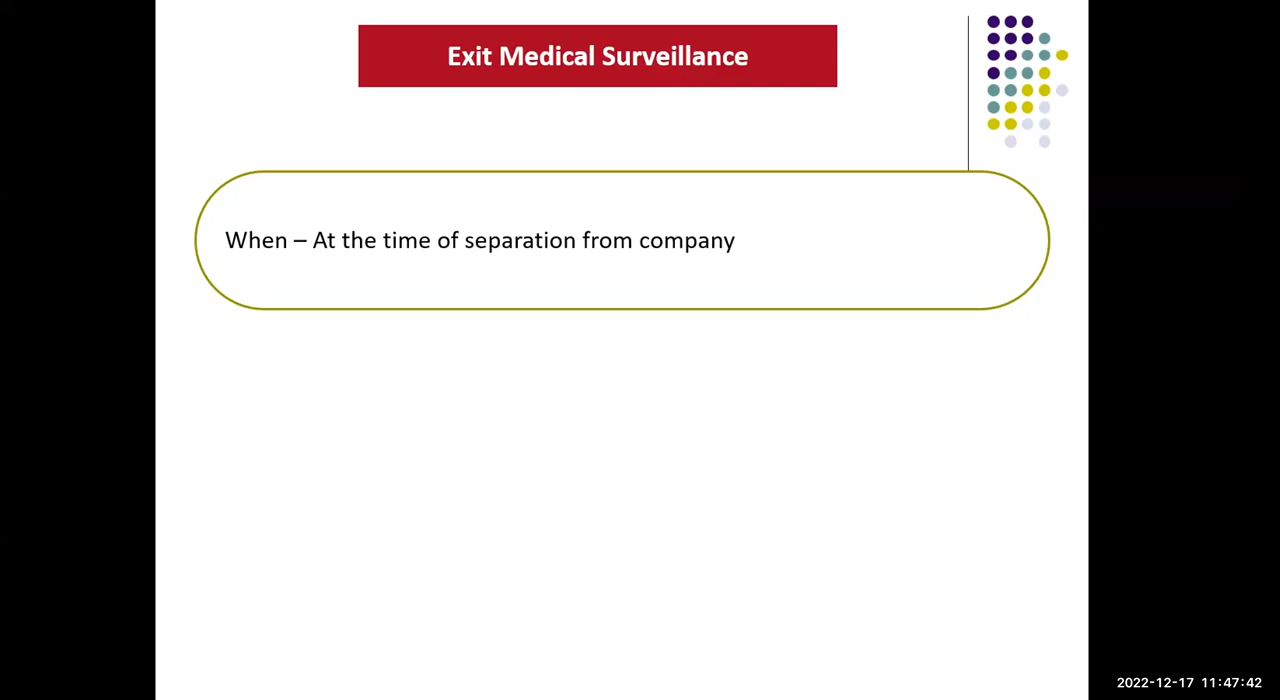 Exit Medical Surveillance
When – At the time of separation from company
2022-12-17 11:47:42